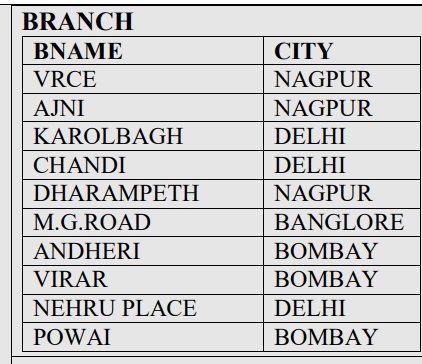 BRANCH
BNAME CITY
VRCE NAGPUR
AJNI NAGPUR
KAROLBAGH DELHI
CHANDI DELHI
DHARAMPETH NAGPUR
M.G.ROAD BANGLORE
ANDHERI BOMBAY
VIRAR BOMBAY
NEHRU PLACE DELHI
POWAI BOMBAY